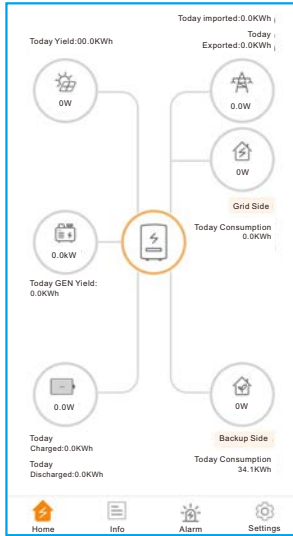 Today imported:0.0KWh
Today Yield:00.0KWh
Today
Exported:0.0KWh
0W
0.0W
0W
Grid Side
Today Consumption
0.0KWh
0.0kW
Today GEN Yield:
0.0KWh
0.0W
0W
Today
Charged:0.0KWh
Today
Discharged:0.0KWh
Backup Side
Today Consumption
34.1KWh
Home
Info
Alarm
Settings